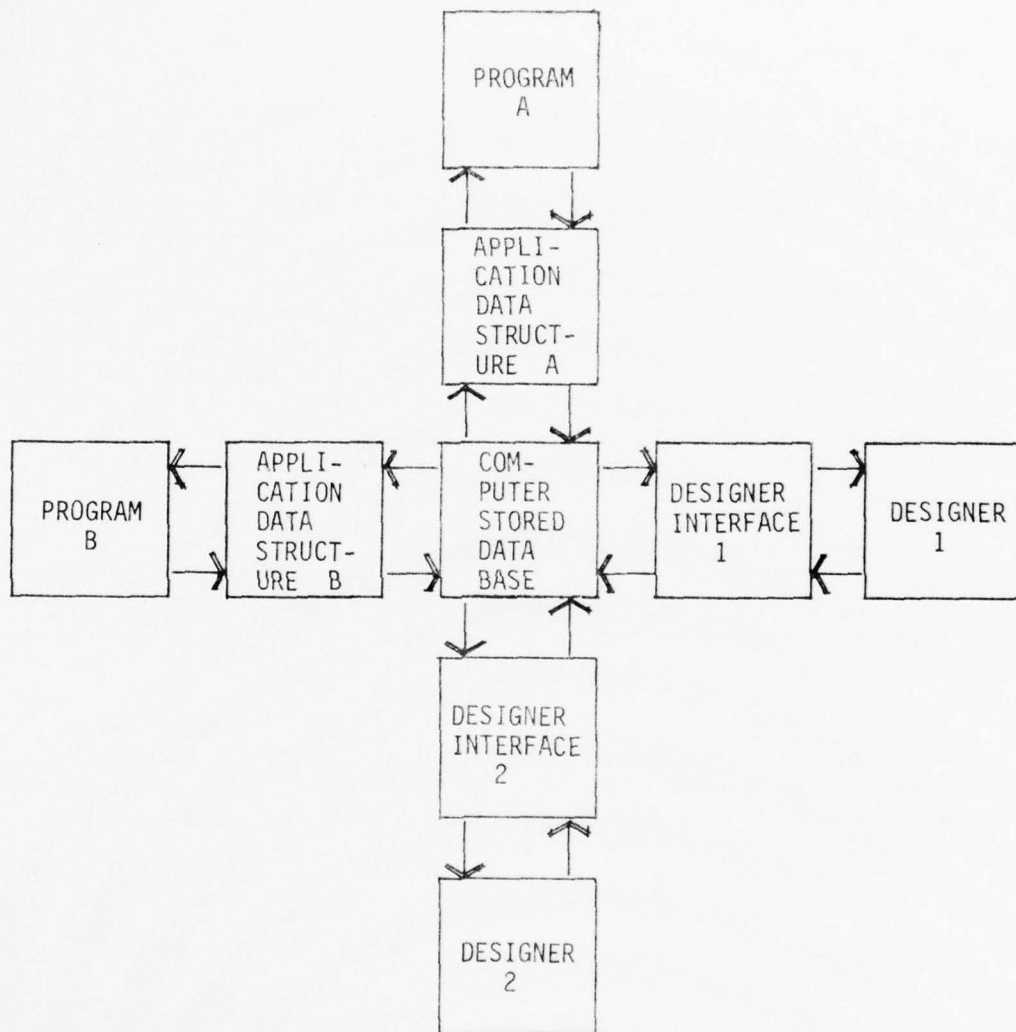 PROGRAM
A
APPLI-
CATION
DATA
STRUCT-
URE A
PROGRAM
B
APPLI-
CATION
DATA
STRUCT-
URE B
COM-
PUTER
STORED
DATA
BASE
DESIGNER
INTERFACE
1
DESIGNER
1
DESIGNER
INTERFACE
2
DESIGNER
2